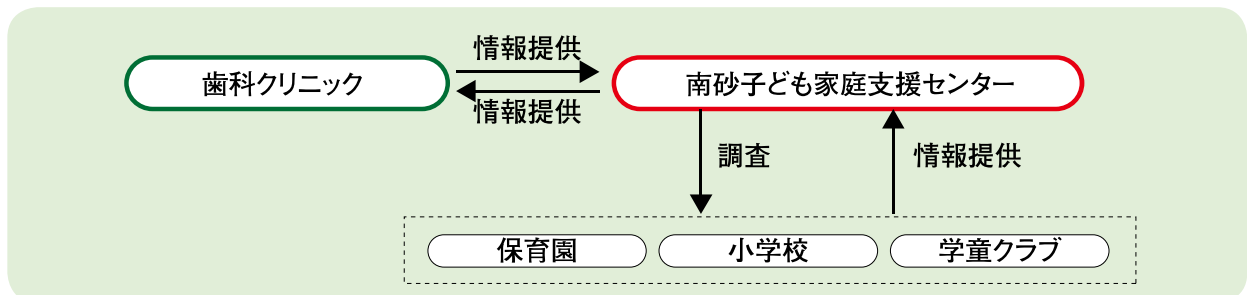 情報提供
歯科クリニック
南砂子ども家庭支援センター
情報提供
調査
情報提供
保育園
小学校
学童クラブ